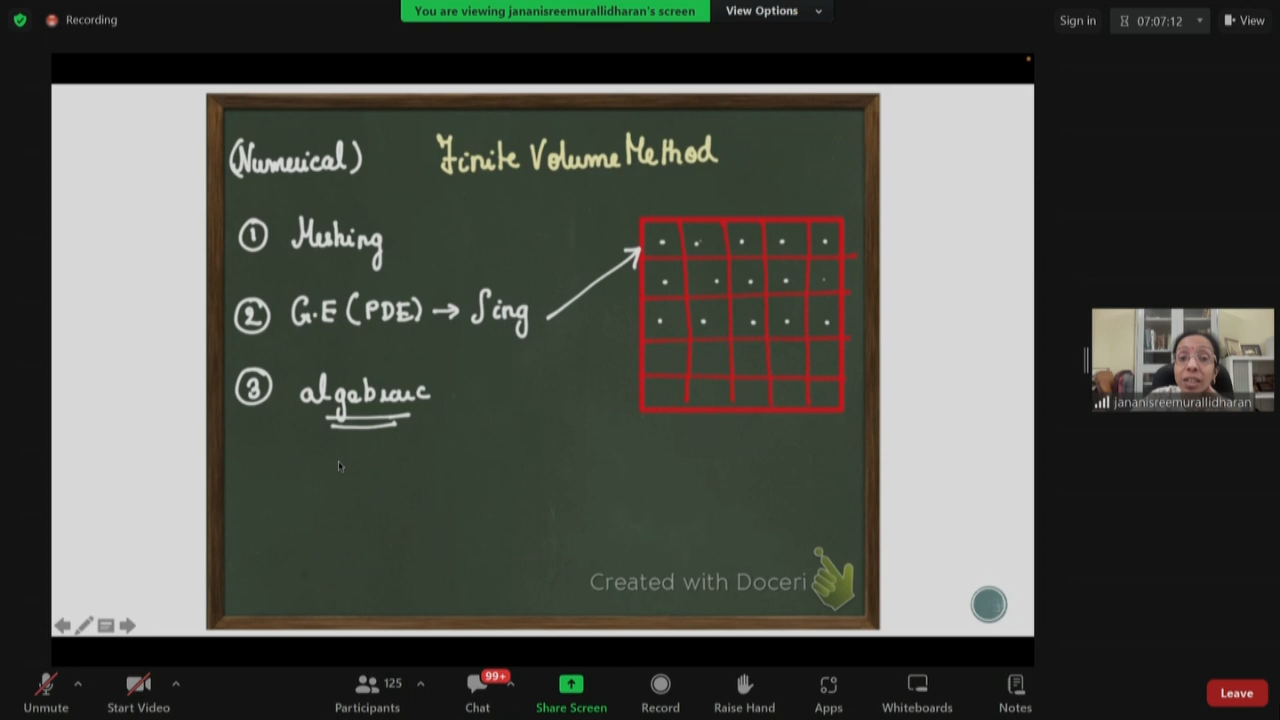 You are viewing jananisreemurallidharan's screen
View Options
Recording
Sign in
07:07:12
View
(Numerical)
Finite Volume Method
① Meshing
② G.E (PDE) → ∫ing
③ algebraic
Created with Doceri
jananisreemurallidharan
Unmute
Start Video
125
Participants
99+
Chat
Share Screen
Record
Raise Hand
Apps
Whiteboards
Notes
Leave